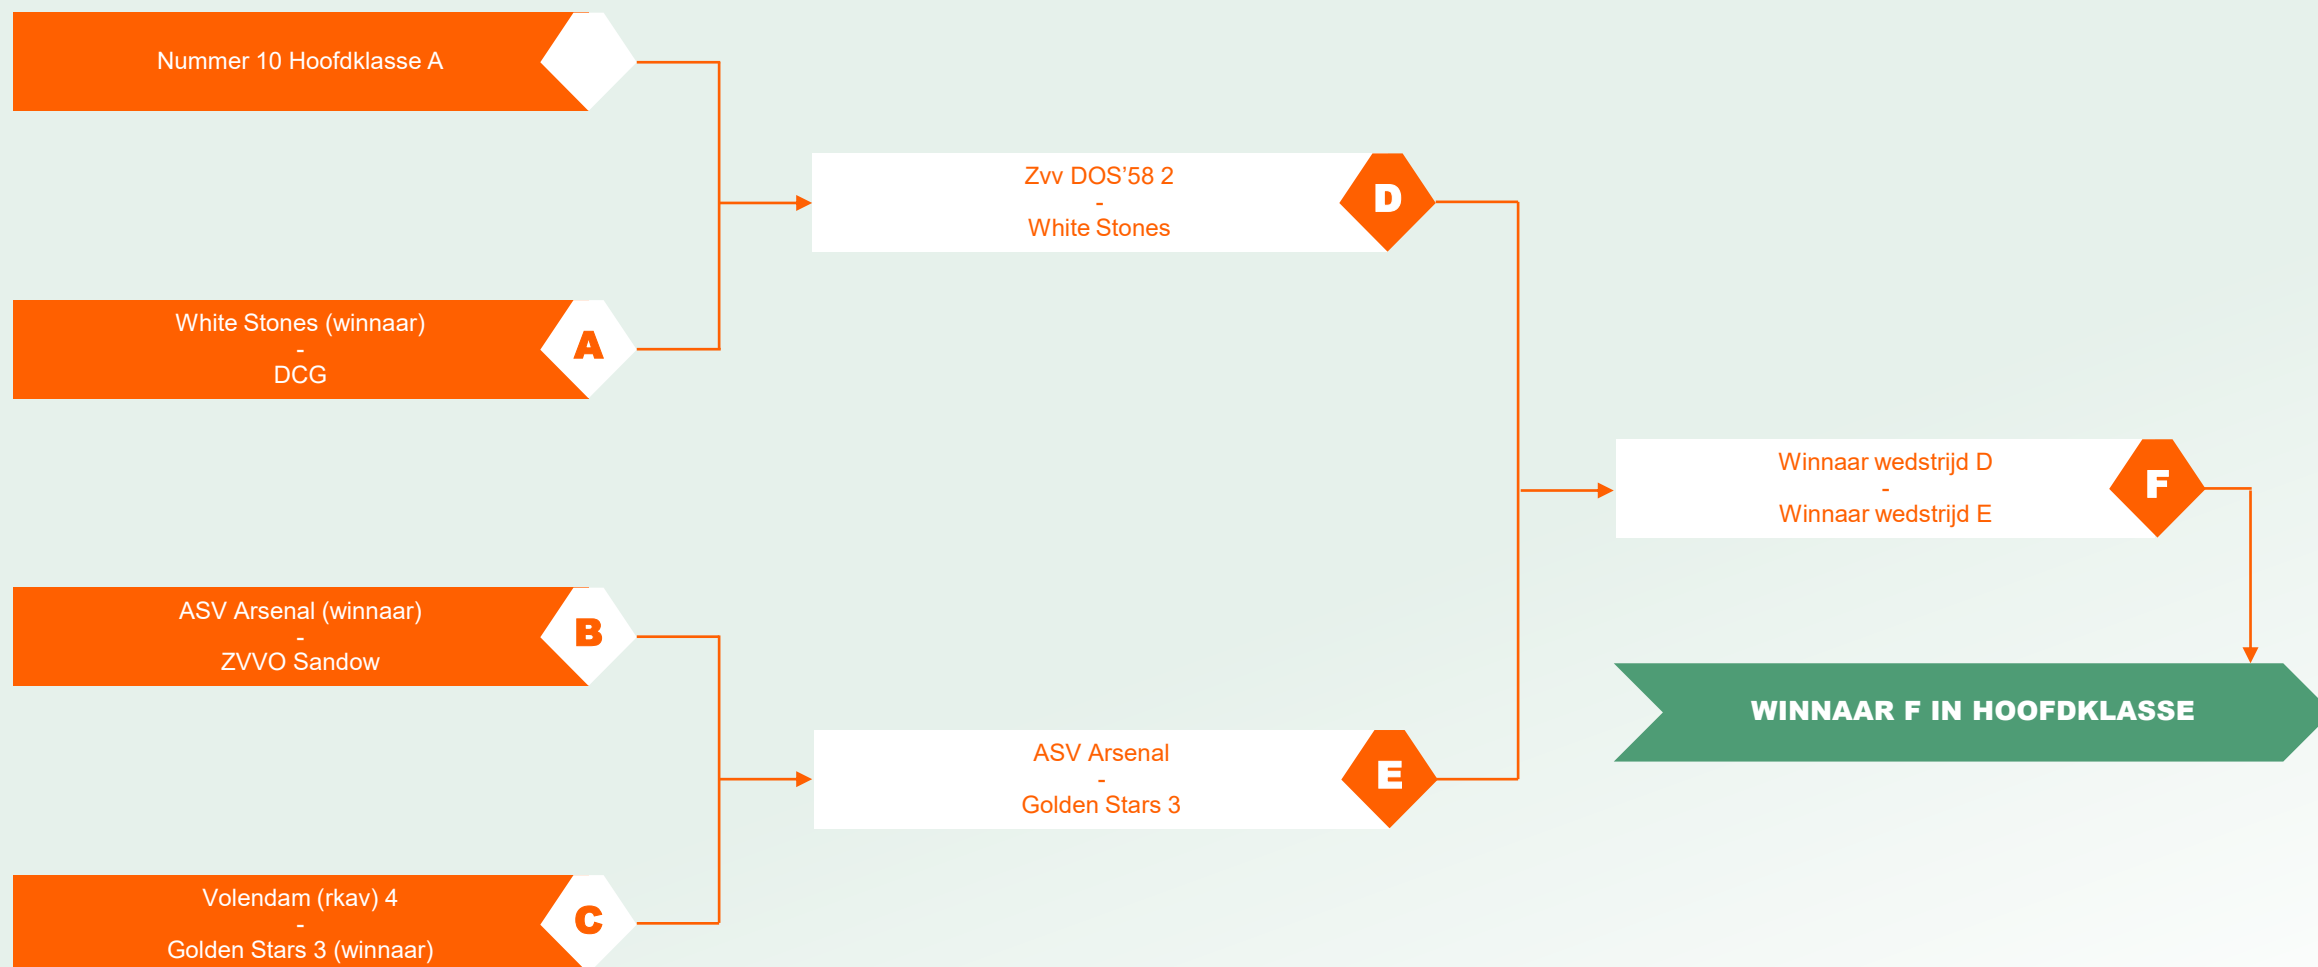 Nummer 10 Hoofdklasse A
Zvv DOS’58 2
-
White Stones
D
White Stones (winnaar)
-
DCG
A
Winnaar wedstrijd D
-
Winnaar wedstrijd E
F
ASV Arsenal (winnaar)
-
ZVVO Sandow
B
WINNAAR F IN HOOFDKLASSE
ASV Arsenal
-
Golden Stars 3
E
Volendam (rkav) 4
-
Golden Stars 3 (winnaar)
C